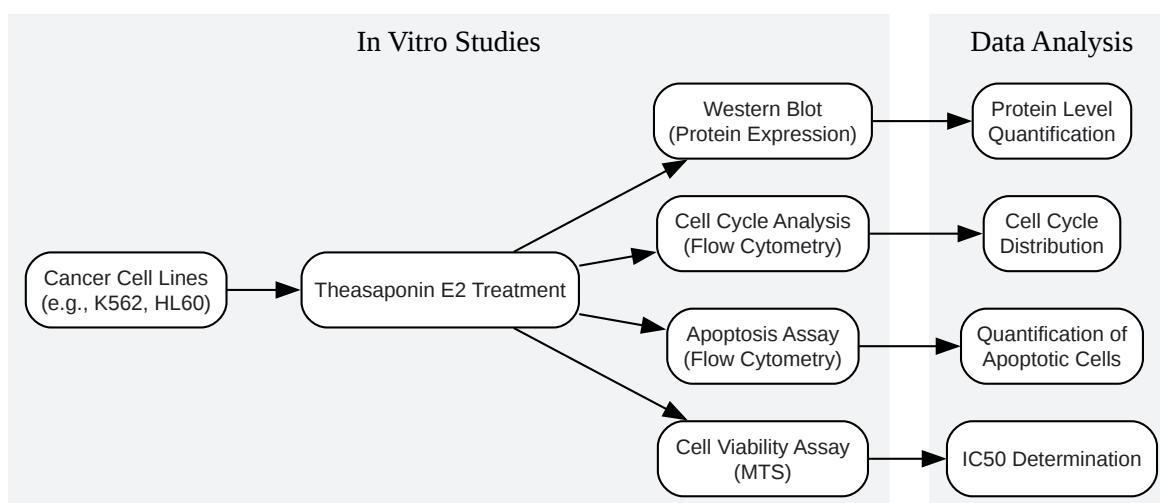 In Vitro Studies
Data Analysis
Cancer Cell Lines
(e.g., K562, HL60)
Theasaponin E2 Treatment
Western Blot
(Protein Expression)
Protein Level
Quantification
Cell Cycle Analysis
(Flow Cytometry)
Cell Cycle
Distribution
Apoptosis Assay
(Flow Cytometry)
Quantification of
Apoptotic Cells
Cell Viability Assay
(MTS)
IC50 Determination